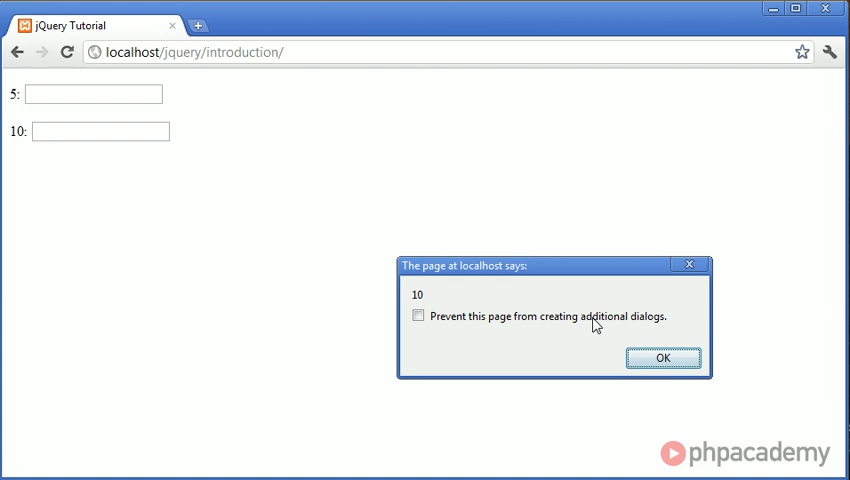 jQuery Tutorial
localhost/jquery/introduction/
5:
10:
The page at localhost says:
10
Prevent this page from creating additional dialogs.
OK
phpacademy